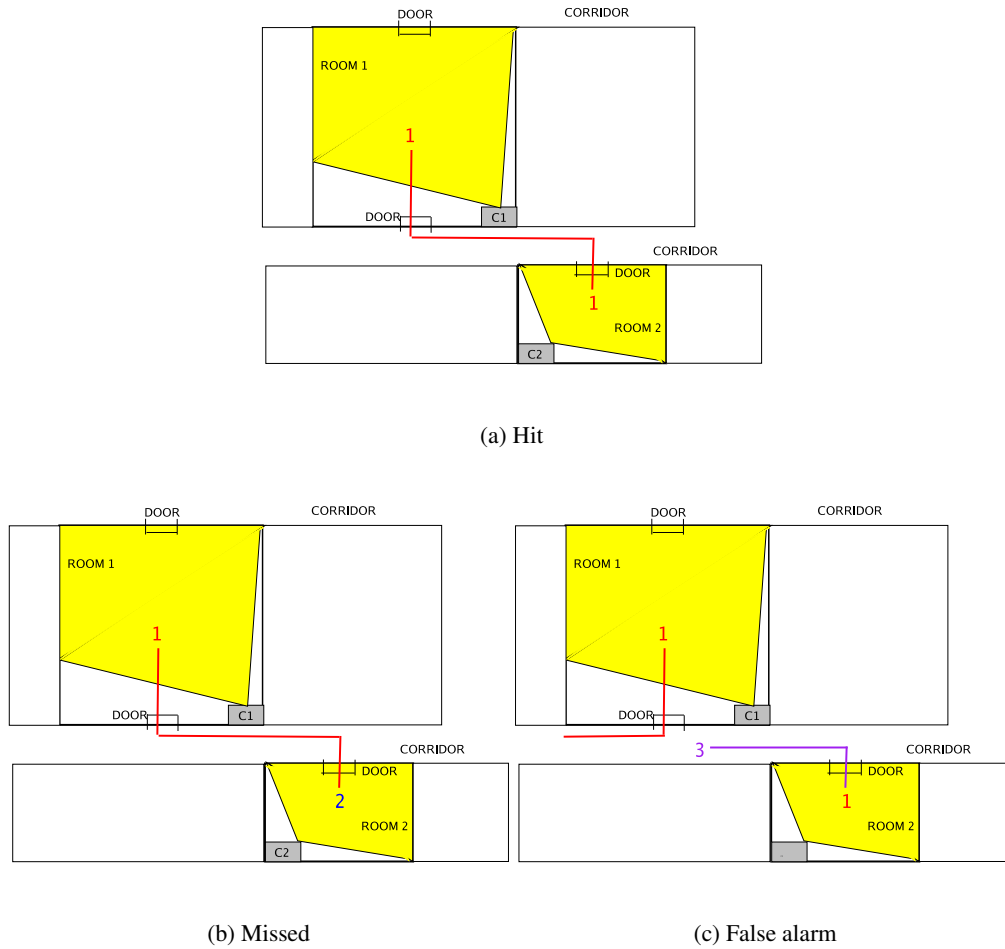 DOOR
CORRIDOR
ROOM 1
1
DOOR
C1
CORRIDOR
DOOR
1
ROOM 2
C2
(a) Hit
DOOR
CORRIDOR
ROOM 1
1
DOOR
C1
CORRIDOR
DOOR
2
ROOM 2
C2
(b) Missed
DOOR
CORRIDOR
ROOM 1
1
DOOR
C1
3
CORRIDOR
DOOR
1
ROOM 2
(c) False alarm